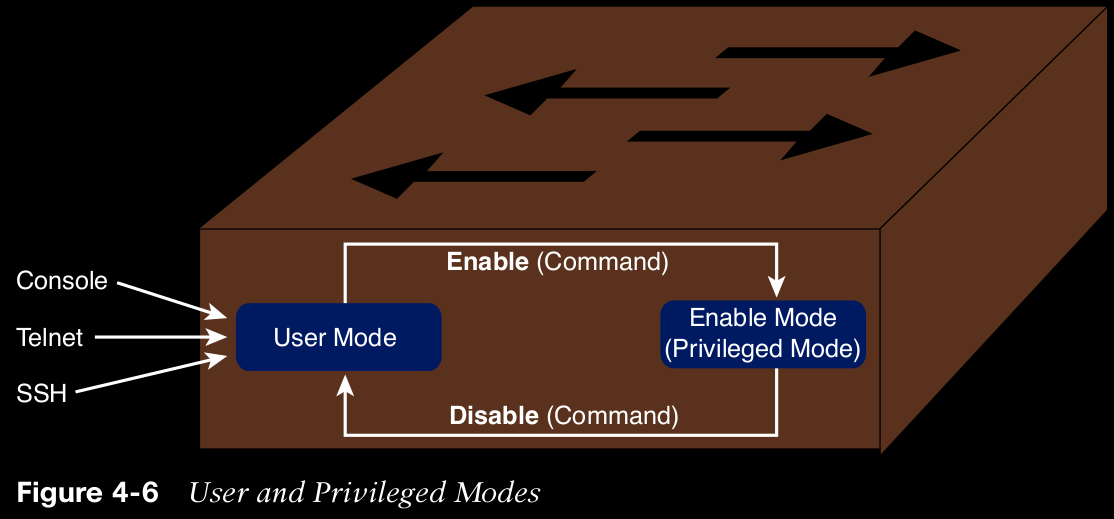 Enable (Command)
Console
Telnet
SSH
User Mode
Enable Mode
(Privileged Mode)
Disable (Command)
Figure 4-6 User and Privileged Modes